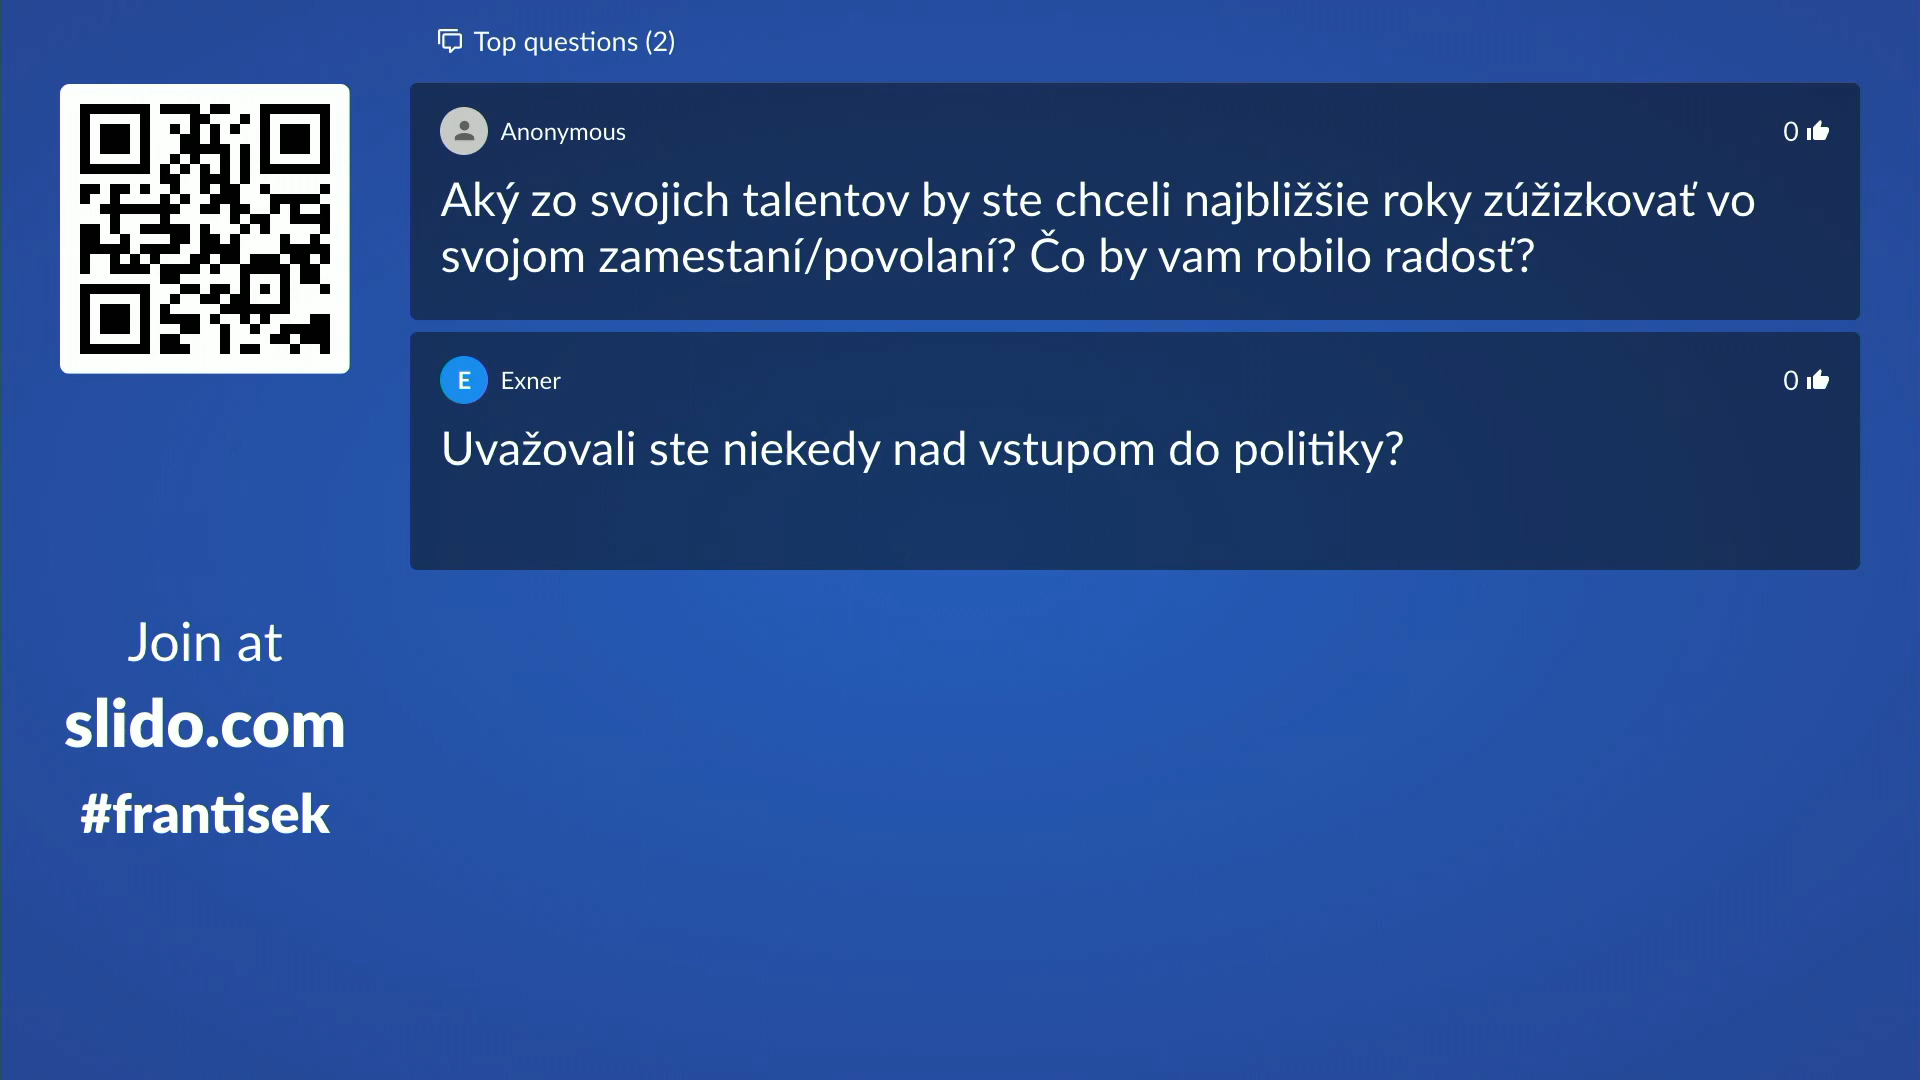 Top questions (2)
Anonymous
0
Aký zo svojich talentov by ste chceli najbližšie roky zúžizkovať vo
svojom zamestaní/povolaní? Čo by vam robilo radosť?
E Exner
0
Uvažovali ste niekedy nad vstupom do politiky?
Join at
slido.com
#frantisek